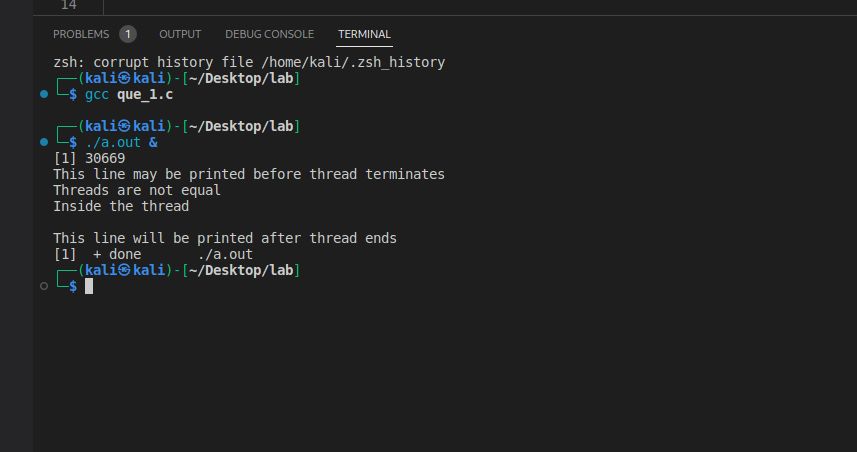 14
PROBLEMS 1 OUTPUT DEBUG CONSOLE TERMINAL
zsh: corrupt history file /home/kali/.zsh_history
┌──(kali㉿kali)-[~/Desktop/lab]
└─$ gcc que_1.c
┌──(kali㉿kali)-[~/Desktop/lab]
└─$ ./a.out &
[1] 30669
This line may be printed before thread terminates
Threads are not equal
Inside the thread
This line will be printed after thread ends
[1]  + done       ./a.out
┌──(kali㉿kali)-[~/Desktop/lab]
└─$